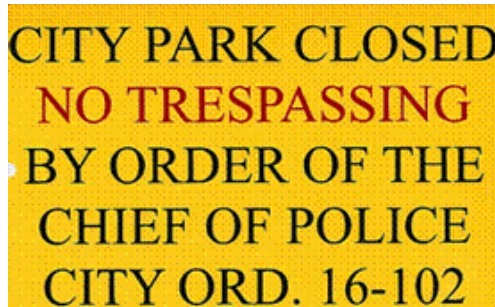 CITY PARK CLOSED
NO TRESPASSING
BY ORDER OF THE
CHIEF OF POLICE
CITY ORD. 16-102